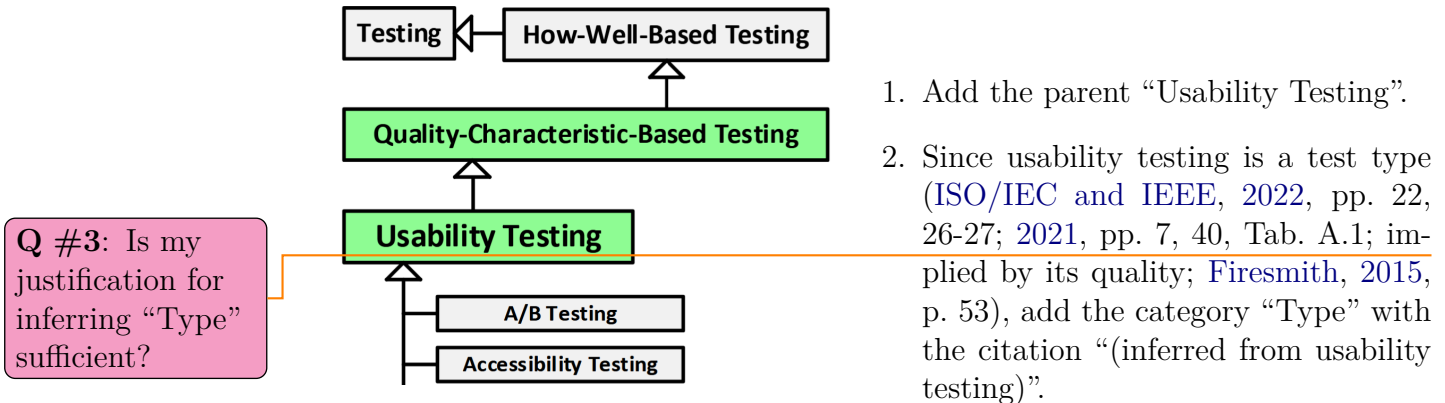 Testing
How-Well-Based Testing
Quality-Characteristic-Based Testing
Usability Testing
A/B Testing
Accessibility Testing
Q #3: Is my
justification for
inferring “Type”
sufficient?
1. Add the parent “Usability Testing”.
2. Since usability testing is a test type
(ISO/IEC and IEEE, 2022, pp. 22,
26-27; 2021, pp. 7, 40, Tab. A.1; im-
plied by its quality; Firesmith, 2015,
p. 53), add the category “Type” with
the citation “(inferred from usability
testing)”.